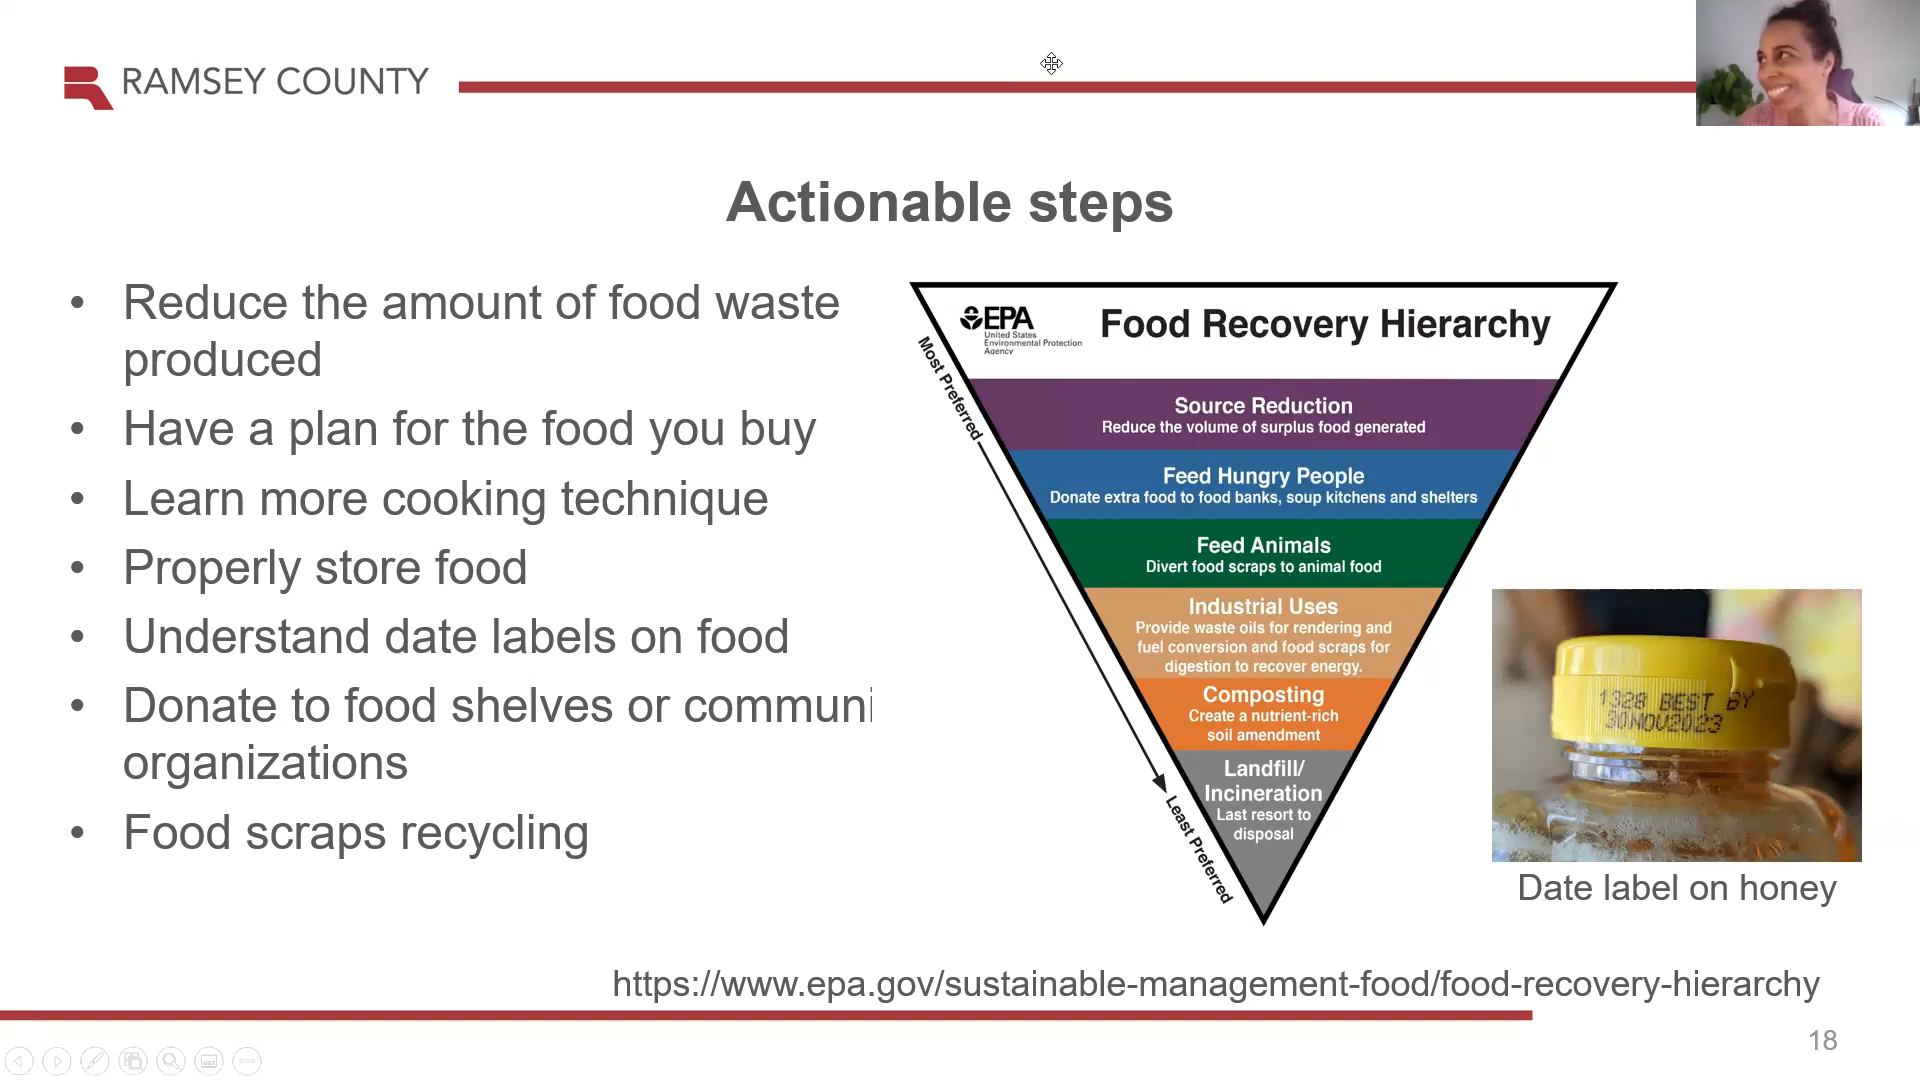 RAMSEY COUNTY
Actionable steps
• Reduce the amount of food waste
produced
• Have a plan for the food you buy
• Learn more cooking technique
• Properly store food
• Understand date labels on food
• Donate to food shelves or communi
organizations
• Food scraps recycling
EPA
United States
Environmental Protection
Agency
Food Recovery Hierarchy
Most Preferred
Source Reduction
Reduce the volume of surplus food generated
Feed Hungry People
Donate extra food to food banks, soup kitchens and shelters
Feed Animals
Divert food scraps to animal food
Industrial Uses
Provide waste oils for rendering and
fuel conversion and food scraps for
digestion to recover energy.
Composting
Create a nutrient-rich
soil amendment
Landfill/
Incineration
Last resort to
disposal
Least Preferred
1328 BEST BY
30NOV2023
Date label on honey
https://www.epa.gov/sustainable-management-food/food-recovery-hierarchy
18